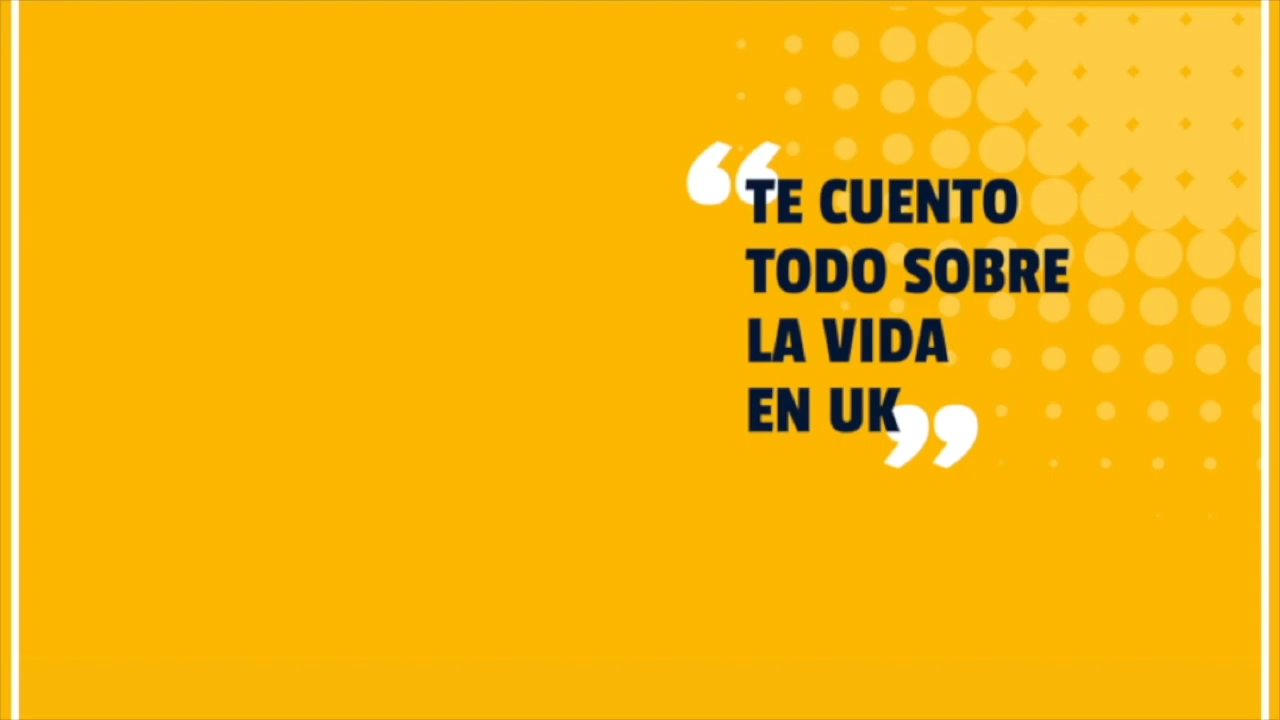 “TE CUENTO
TODO SOBRE
LA VIDA
EN UK”